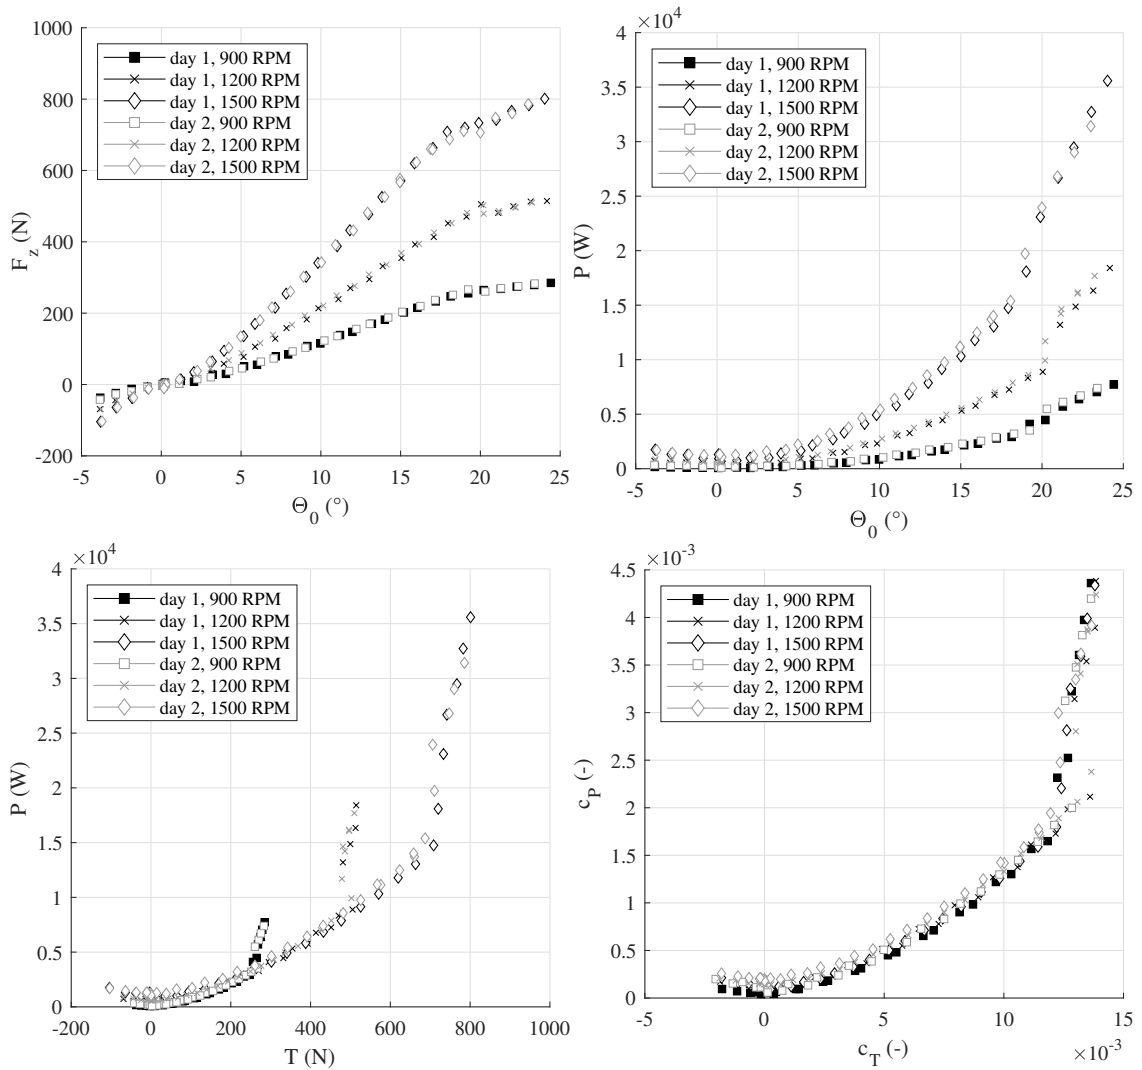 1000
800
600
400
200
0
-200
-5 0 5 10 15 20 25
F_z (N)
Θ_0 (°)
day 1, 900 RPM
day 1, 1200 RPM
day 1, 1500 RPM
day 2, 900 RPM
day 2, 1200 RPM
day 2, 1500 RPM
×10^4
4
3.5
3
2.5
2
1.5
1
0.5
0
-5 0 5 10 15 20 25
P (W)
Θ_0 (°)
day 1, 900 RPM
day 1, 1200 RPM
day 1, 1500 RPM
day 2, 900 RPM
day 2, 1200 RPM
day 2, 1500 RPM
×10^4
4
3.5
3
2.5
2
1.5
1
0.5
0
-200 0 200 400 600 800 1000
P (W)
T (N)
day 1, 900 RPM
day 1, 1200 RPM
day 1, 1500 RPM
day 2, 900 RPM
day 2, 1200 RPM
day 2, 1500 RPM
×10^-3
4.5
4
3.5
3
2.5
2
1.5
1
0.5
0
-5 0 5 10 15
c_P (-)
c_T (-)
×10^-3
day 1, 900 RPM
day 1, 1200 RPM
day 1, 1500 RPM
day 2, 900 RPM
day 2, 1200 RPM
day 2, 1500 RPM